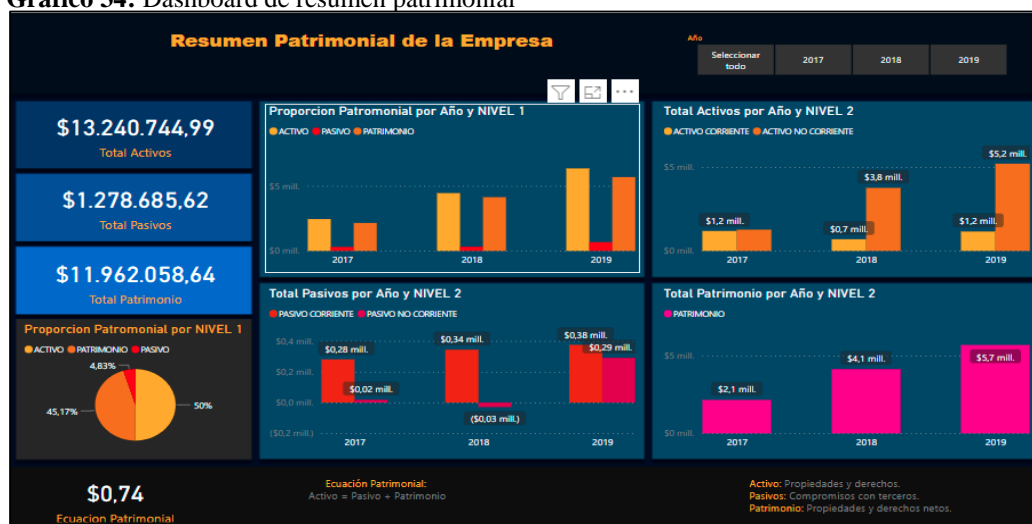 Gráfico 34: Dashboard de resumen patrimonial
Resumen Patrimonial de la Empresa
Año
Seleccionar todo
2017
2018
2019
$13.240.744,99
Total Activos
$1.278.685,62
Total Pasivos
$11.962.058,64
Total Patrimonio
Proporcion Patromonial por NIVEL 1
ACTIVO PATRIMONIO PASIVO
4,83%
45,17%
50%
Proporcion Patromonial por Año y NIVEL 1
ACTIVO PASIVO PATRIMONIO
$5 mill.
$0 mill.
2017 2018 2019
Total Activos por Año y NIVEL 2
ACTIVO CORRIENTE ACTIVO NO CORRIENTE
$5 mill.
$0 mill.
$1,2 mill.
$0,7 mill.
$3,8 mill.
$1,2 mill.
$5,2 mill.
2017 2018 2019
Total Pasivos por Año y NIVEL 2
PASIVO CORRIENTE PASIVO NO CORRIENTE
$0,4 mill.
$0,2 mill.
$0,0 mill.
($0,2 mill.)
$0,28 mill.
$0,02 mill.
$0,34 mill.
($0,03 mill.)
$0,38 mill.
$0,29 mill.
2017 2018 2019
Total Patrimonio por Año y NIVEL 2
PATRIMONIO
$5 mill.
$0 mill.
$2,1 mill.
$4,1 mill.
$5,7 mill.
2017 2018 2019
$0,74
Ecuacion Patrimonial
Ecuación Patrimonial:
Activo = Pasivo + Patrimonio
Activo: Propiedades y derechos.
Pasivos: Compromisos con terceros.
Patrimonio: Propiedades y derechos netos.